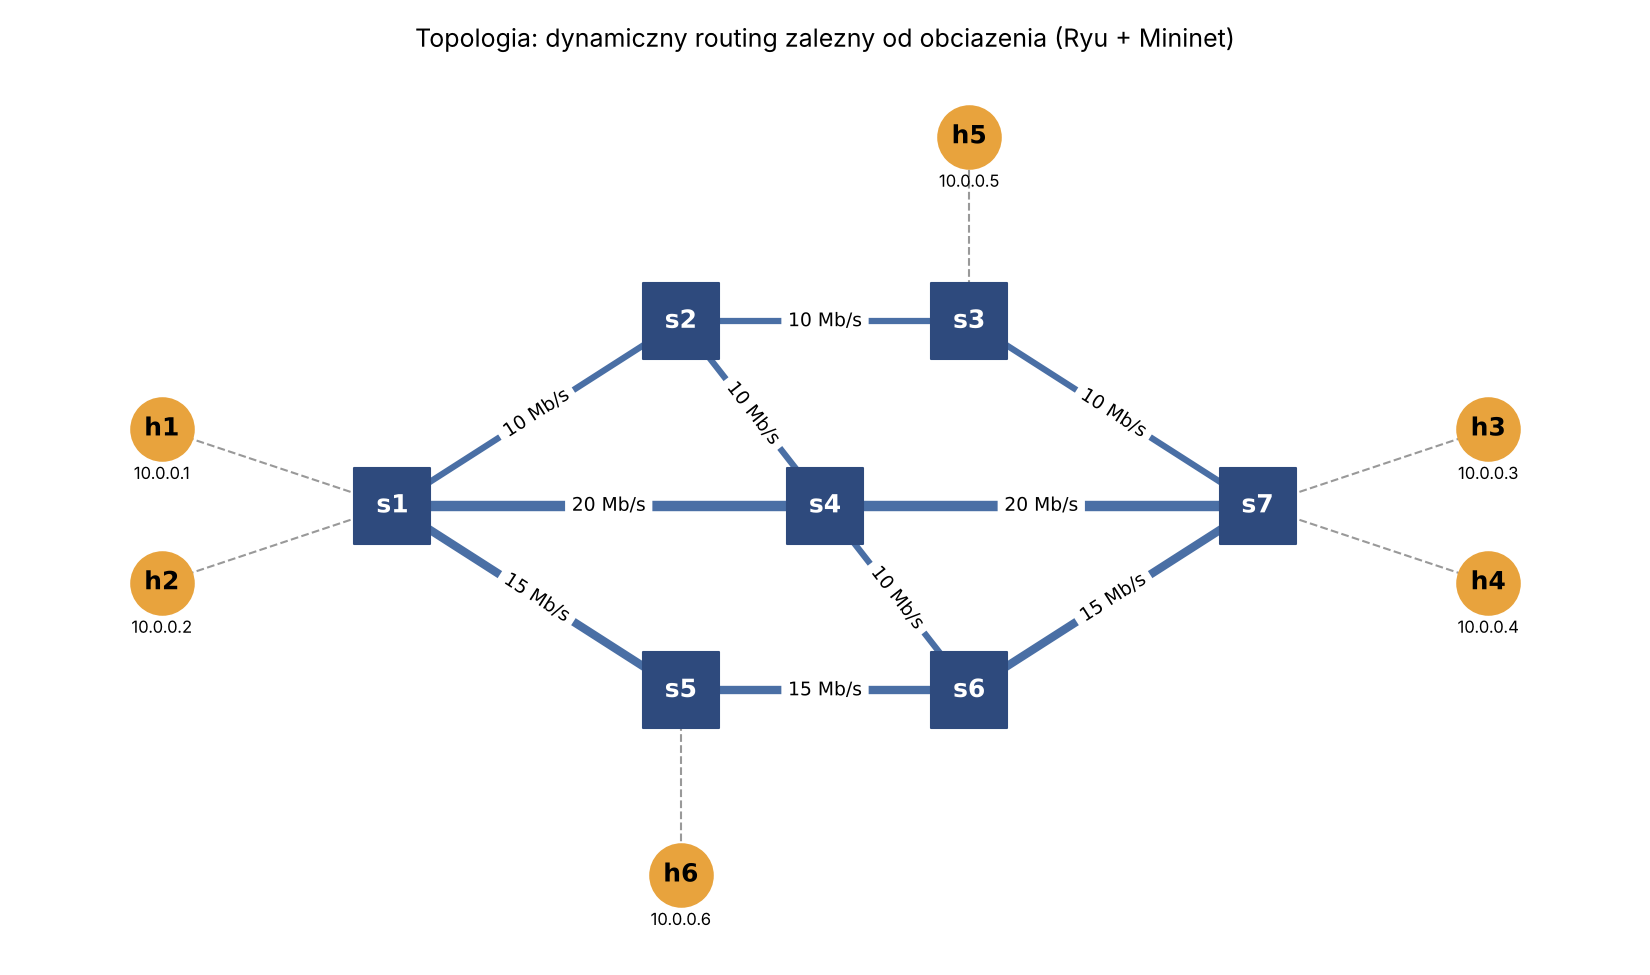 Topologia: dynamiczny routing zalezny od obciazenia (Ryu + Mininet)
h5
10.0.0.5
s2
10 Mb/s
s3
10 Mb/s
10 Mb/s
10 Mb/s
h1
10.0.0.1
h3
10.0.0.3
s1
20 Mb/s
s4
20 Mb/s
s7
h2
10.0.0.2
h4
10.0.0.4
15 Mb/s
10 Mb/s
15 Mb/s
s5
15 Mb/s
s6
h6
10.0.0.6